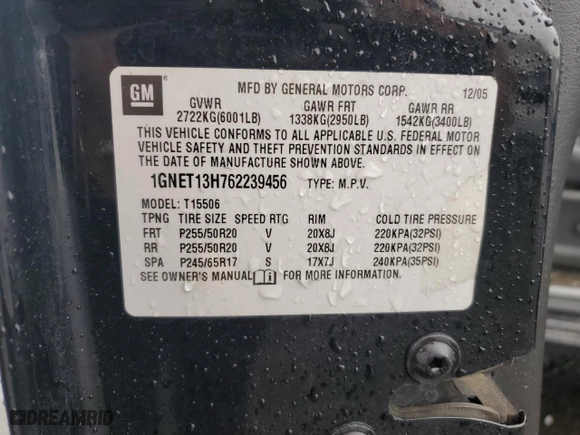 GM
MFD BY GENERAL MOTORS CORP. 12/05
GVWR GAWR FRT GAWR RR
2722KG(6001LB) 1338KG(2950LB) 1542KG(3400LB)
THIS VEHICLE CONFORMS TO ALL APPLICABLE U.S. FEDERAL MOTOR
VEHICLE SAFETY AND THEFT PREVENTION STANDARDS IN EFFECT ON
THE DATE OF MANUFACTURE SHOWN ABOVE.
1GNET13H762239456 TYPE: M.P.V.
MODEL: T15506
TPNG TIRE SIZE SPEED RTG RIM COLD TIRE PRESSURE
FRT P255/50R20 V 20X8J 220KPA(32PSI)
RR P255/50R20 V 20X8J 220KPA(32PSI)
SPA P245/65R17 S 17X7J 240KPA(35PSI)
SEE OWNER'S MANUAL FOR MORE INFORMATION.
DREAMBID